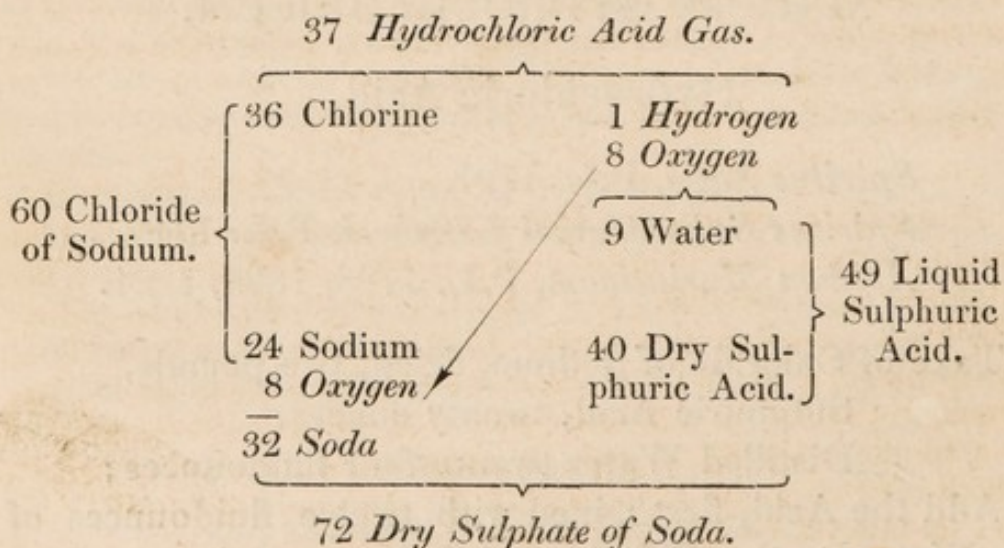 37 Hydrochloric Acid Gas.
36 Chlorine
1 Hydrogen
8 Oxygen
60 Chloride
of Sodium.
9 Water
49 Liquid
Sulphuric
Acid.
24 Sodium
8 Oxygen
40 Dry Sul-
phuric Acid.
32 Soda
72 Dry Sulphate of Soda.